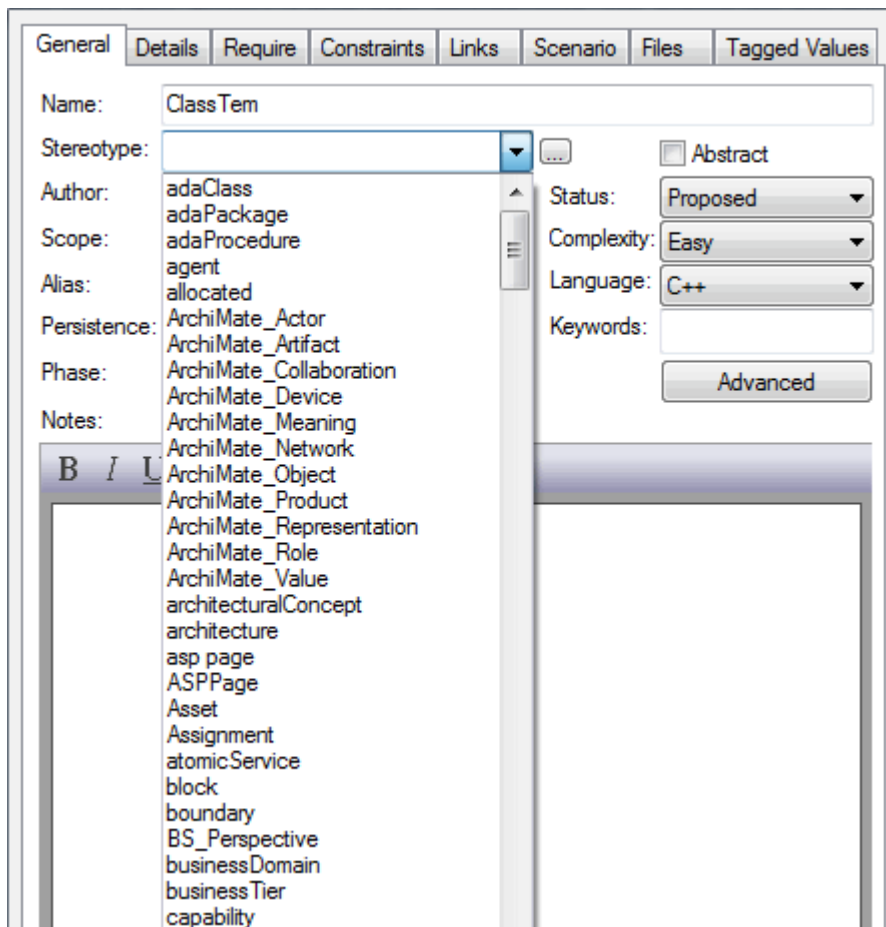 General Details Require Constraints Links Scenario Files Tagged Values
Name: ClassTem
Stereotype: ... Abstract
adaClass
Author: Status: Proposed
adaPackage
adaProcedure
Scope: Complexity: Easy
agent
Alias: Language: C++
allocated
Persistence: ArchiMate_Actor Keywords:
ArchiMate_Artifact
Phase: ArchiMate_Collaboration Advanced
ArchiMate_Device
Notes: ArchiMate_Meaning
ArchiMate_Network
B I U ArchiMate_Object
ArchiMate_Product
ArchiMate_Representation
ArchiMate_Role
ArchiMate_Value
architecturalConcept
architecture
asp page
ASPPage
Asset
Assignment
atomicService
block
boundary
BS_Perspective
businessDomain
businessTier
capability